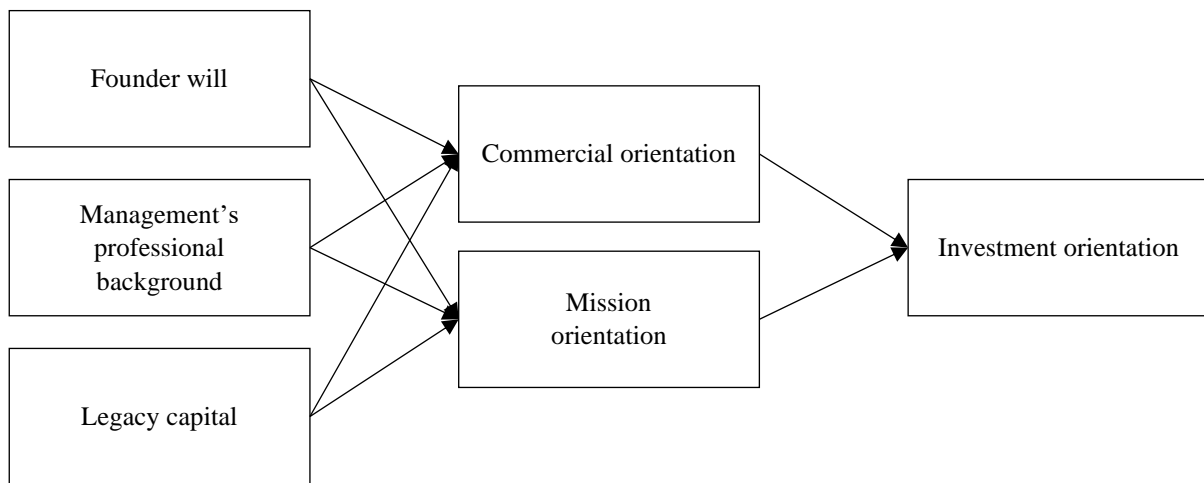 Founder will
Management’s
professional
background
Legacy capital
Commercial orientation
Mission
orientation
Investment orientation